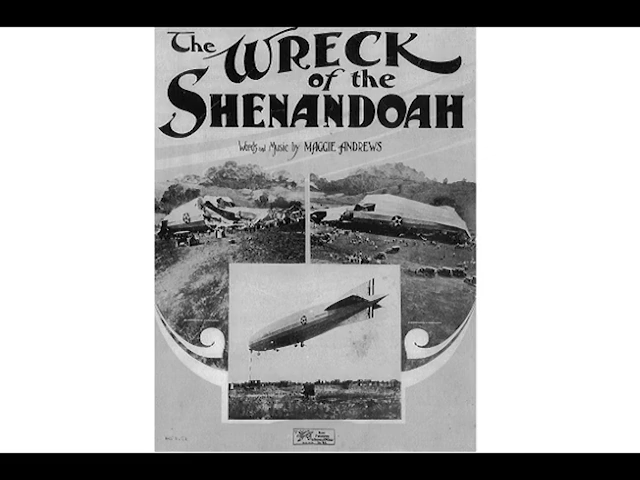 The WRECK
of the
SHENANDOAH
Words and Music by MAGGIE ANDREWS